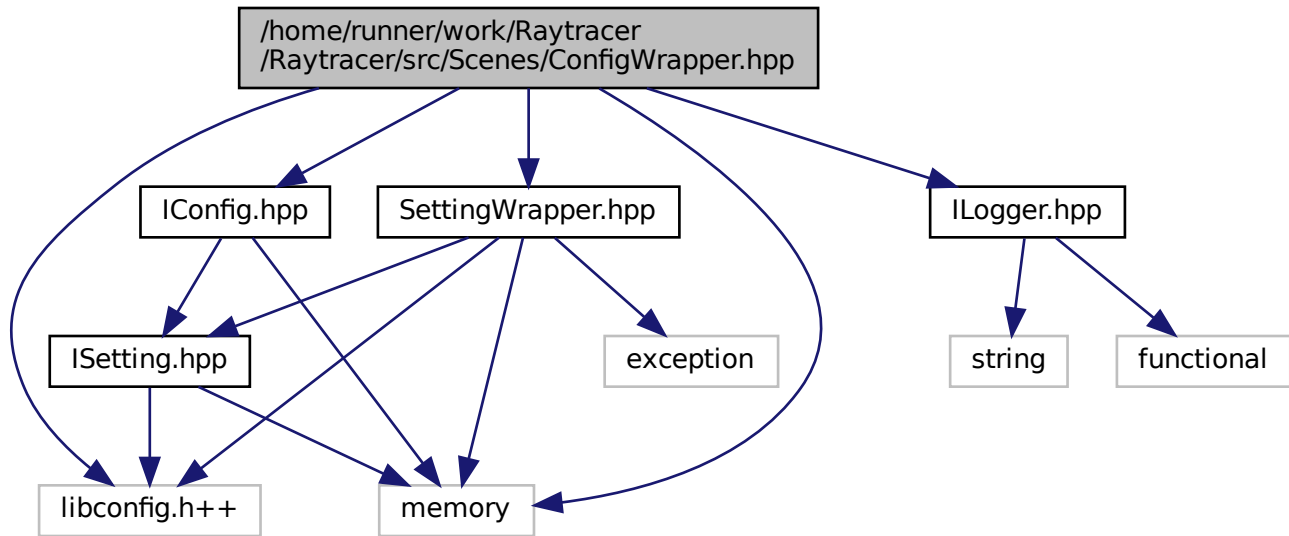 /home/runner/work/Raytracer
/Raytracer/src/Scenes/ConfigWrapper.hpp
IConfig.hpp
SettingWrapper.hpp
ILogger.hpp
ISetting.hpp
exception
string
functional
libconfig.h++
memory